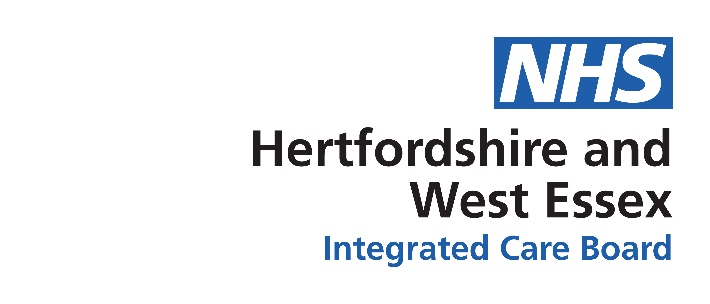 NHS
Hertfordshire and
West Essex
Integrated Care Board